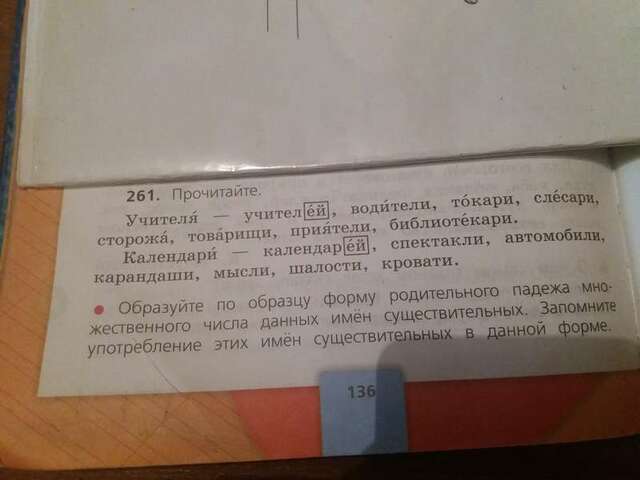 261. Прочитайте.
Учителя́ — учител е́й , води́тели, то́кари, сле́сари,
сторожа́, това́рищи, прия́тели, библиоте́кари.
Календари́ — календар е́й , спектакли, автомобили,
карандаши, мысли, шалости, кровати.
● Образуйте по образцу форму родительного падежа мно-
жественного числа данных имён существительных. Запомните
употребление этих имён существительных в данной форме.
136